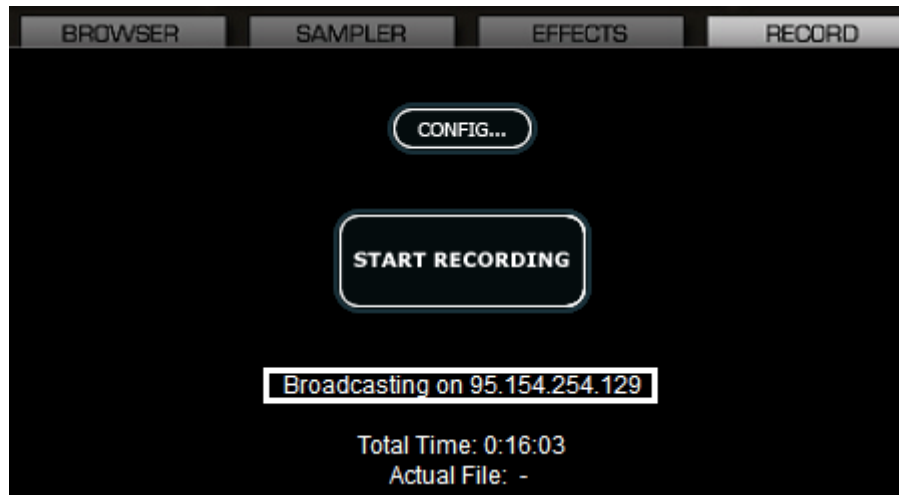 BROWSER SAMPLER EFFECTS RECORD
CONFIG...
START RECORDING
Broadcasting on 95.154.254.129
Total Time: 0:16:03
Actual File: -